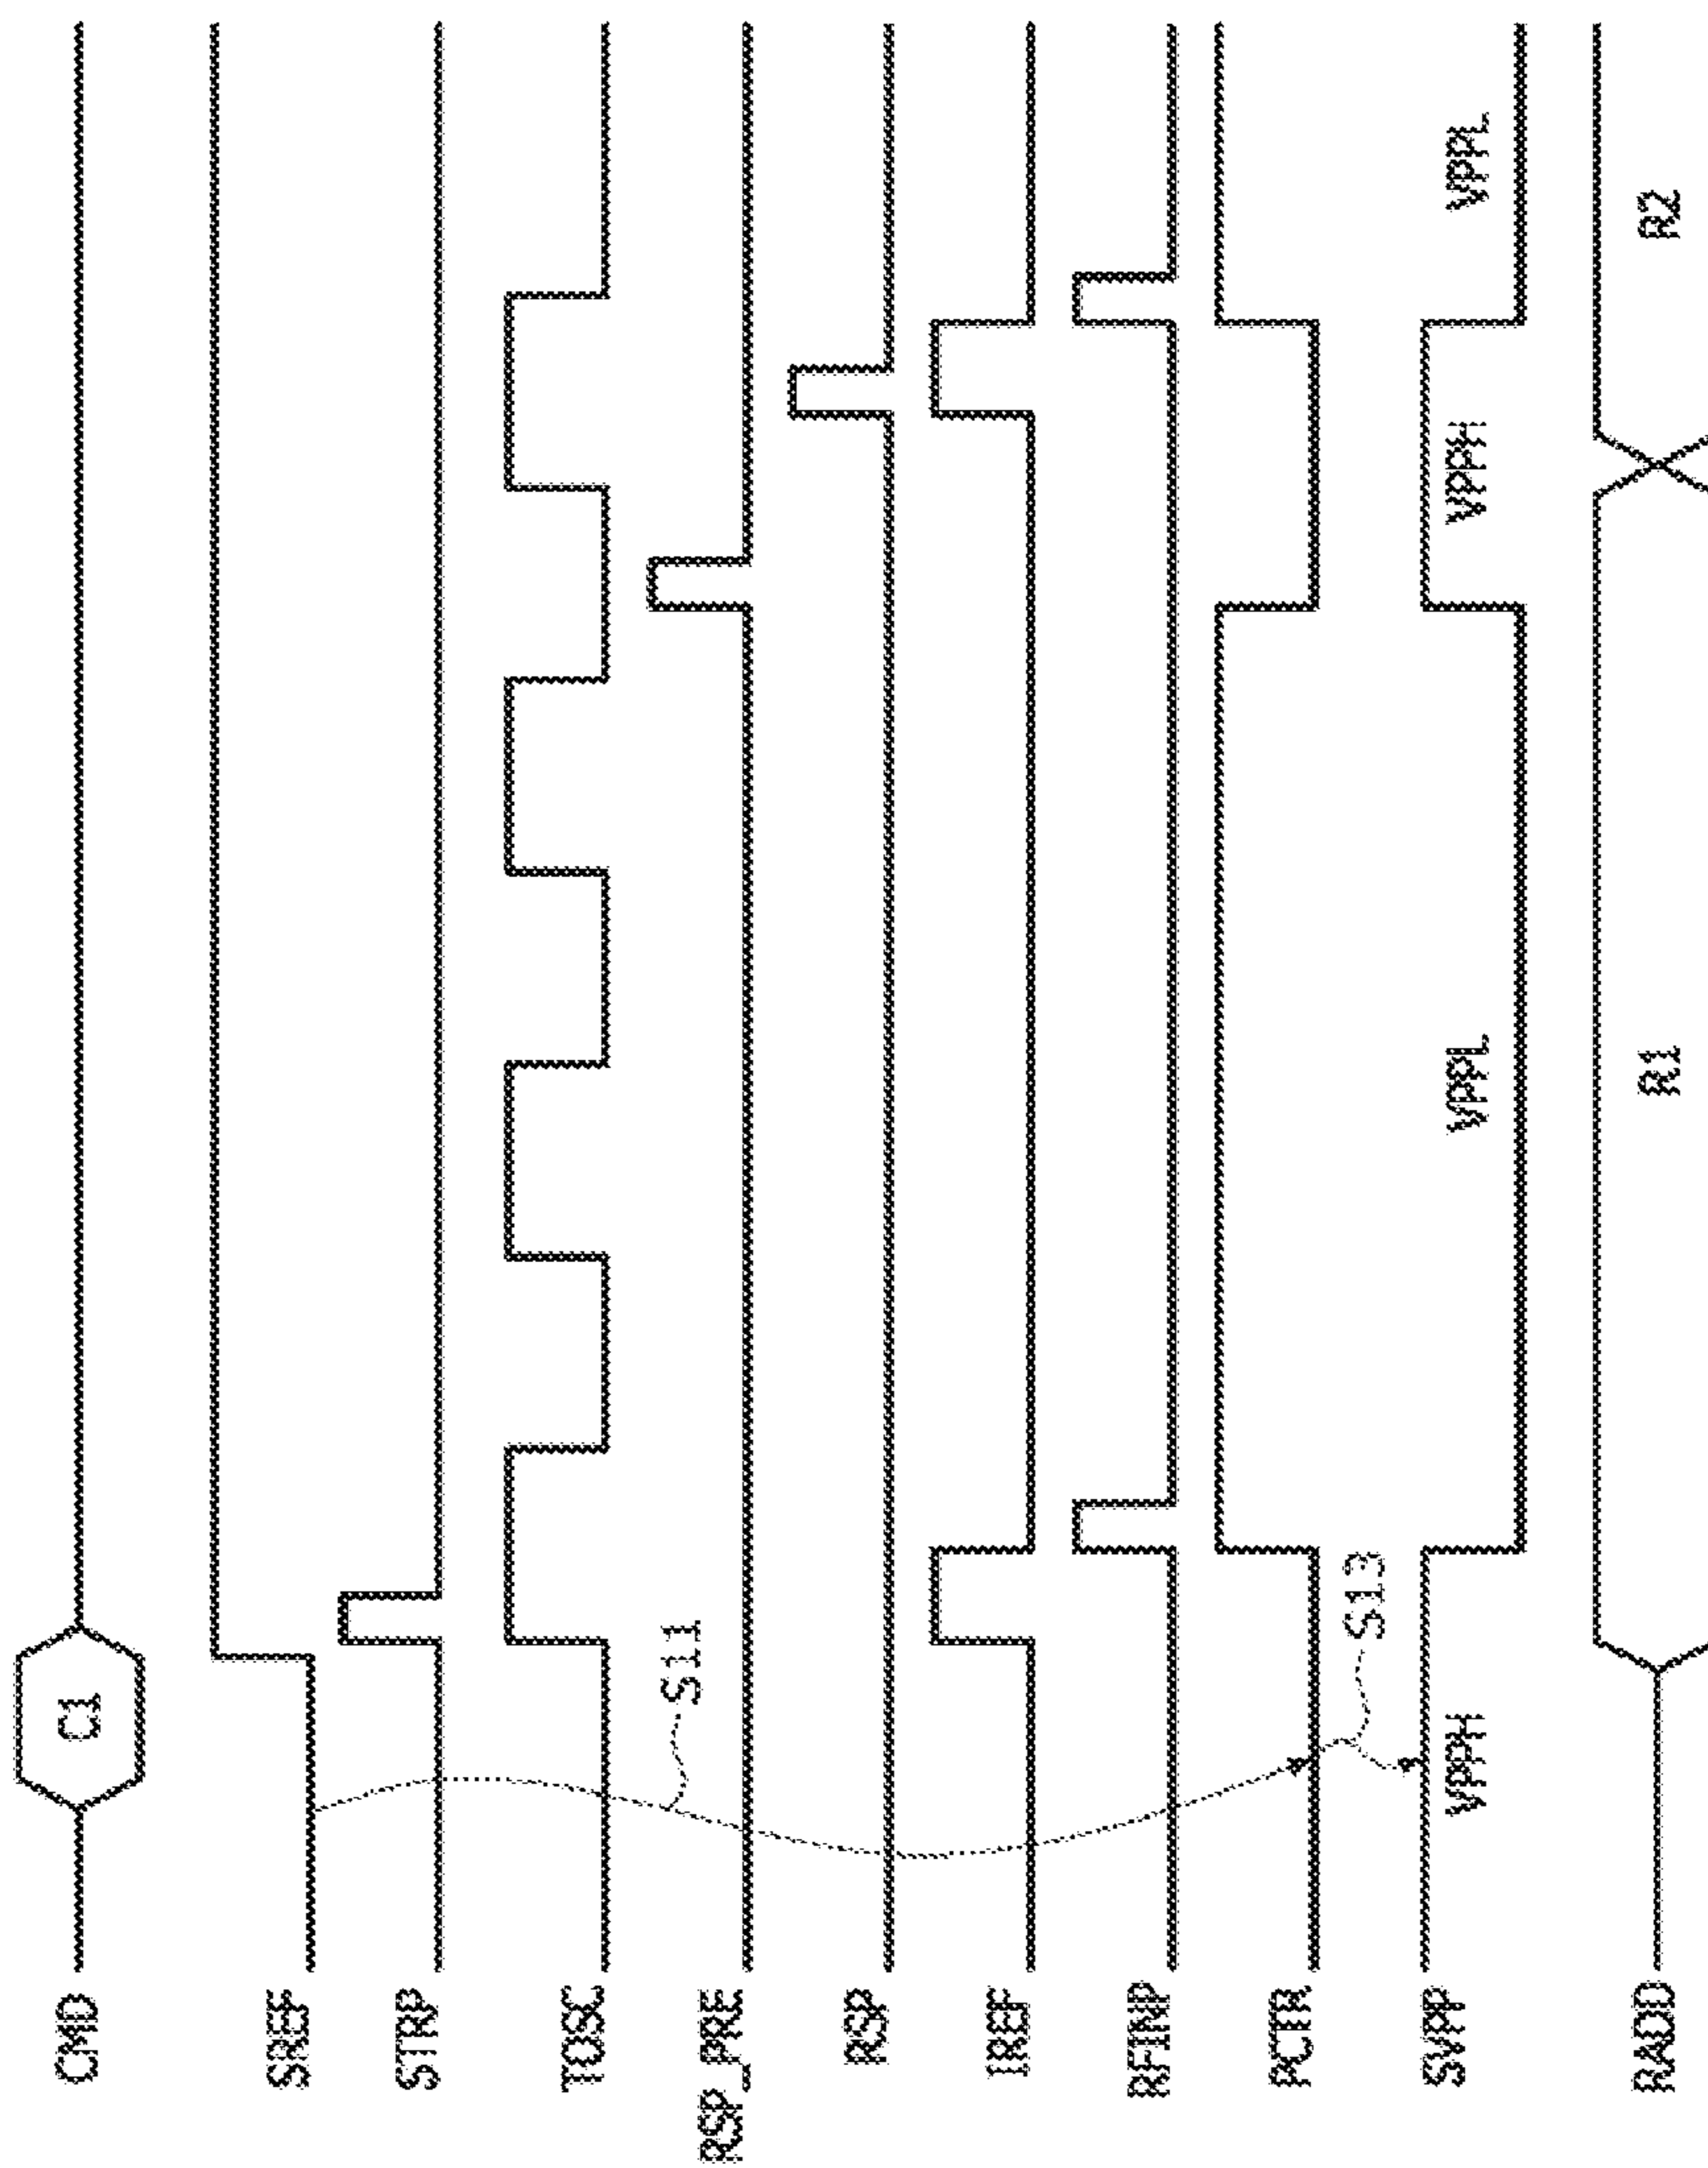 CMD
C1
SREF
STRP
TOSC
S11
RSP_PRE
RSP
IREF
RFINP
PCTR
S13
SVPP
VPPH
VPPL
VPPH
VPPL
RADD
R1
R2